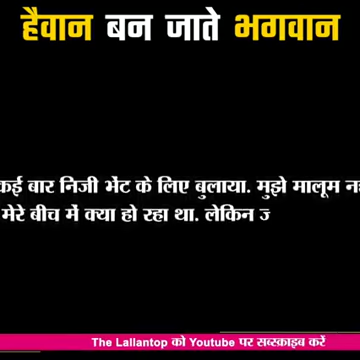 हैवान बन जाते भगवान
कई बार निजी भेंट के लिए बुलाया. मुझे मालूम
मेरे बीच में क्या हो रहा था. लेकिन
The Lallantop को Youtube पर सब्सक्राइब करें